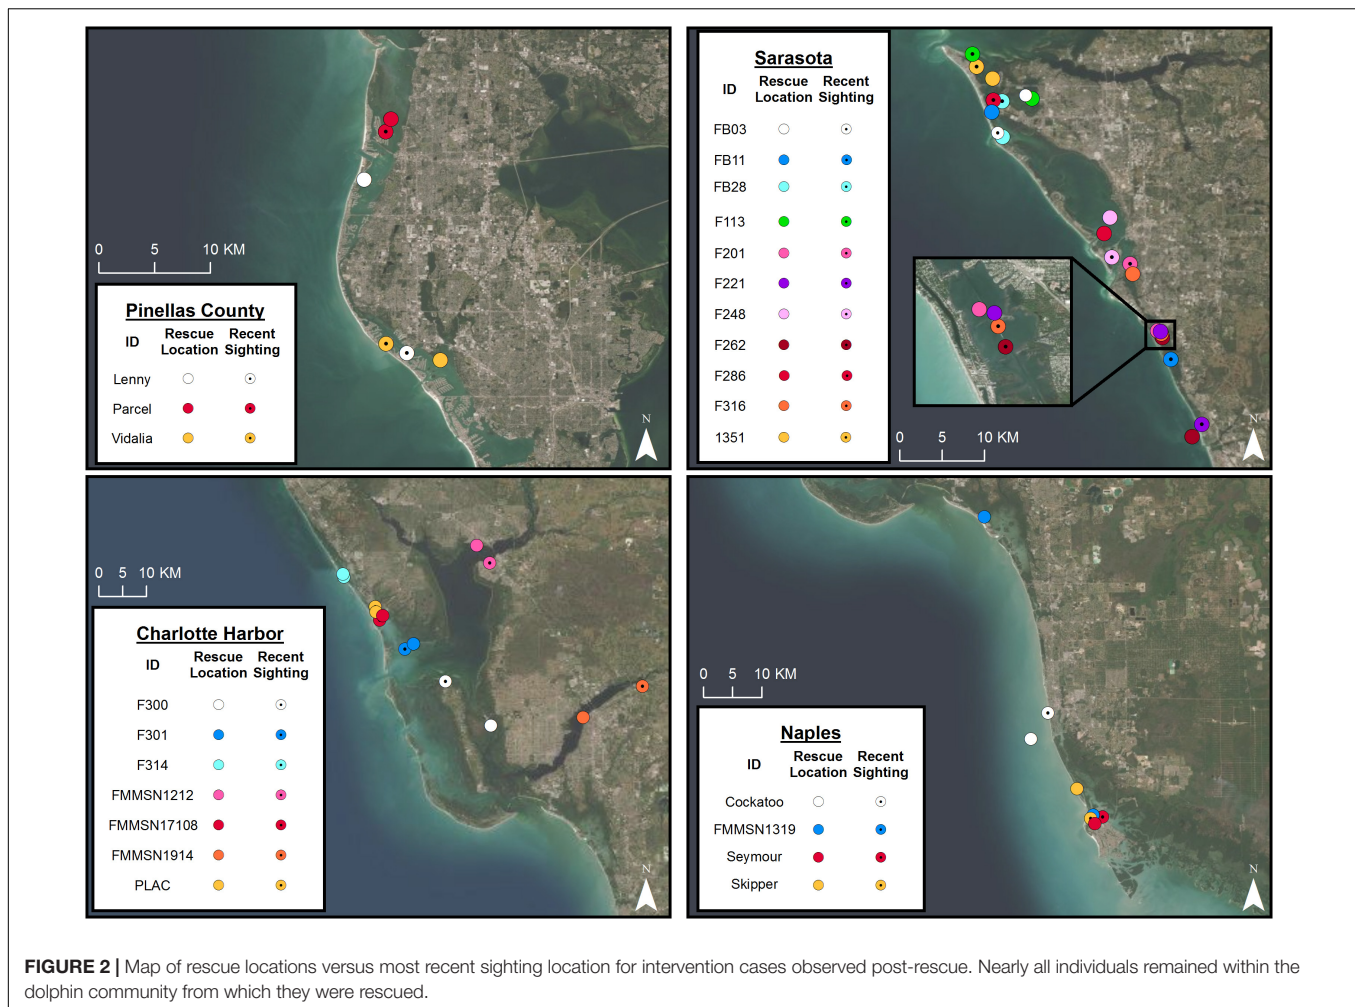 0 5 10 KM
Pinellas County
ID Rescue Location Recent Sighting
Lenny
Parcel
Vidalia
N
Sarasota
ID Rescue Location Recent Sighting
FB03
FB11
FB28
F113
F201
F221
F248
F262
F286
F316
1351
0 5 10 KM
N
0 5 10 KM
Charlotte Harbor
ID Rescue Location Recent Sighting
F300
F301
F314
FMMSN1212
FMMSN17108
FMMSN1914
PLAC
N
0 5 10 KM
Naples
ID Rescue Location Recent Sighting
Cockatoo
FMMSN1319
Seymour
Skipper
N
FIGURE 2 | Map of rescue locations versus most recent sighting location for intervention cases observed post-rescue. Nearly all individuals remained within the
dolphin community from which they were rescued.